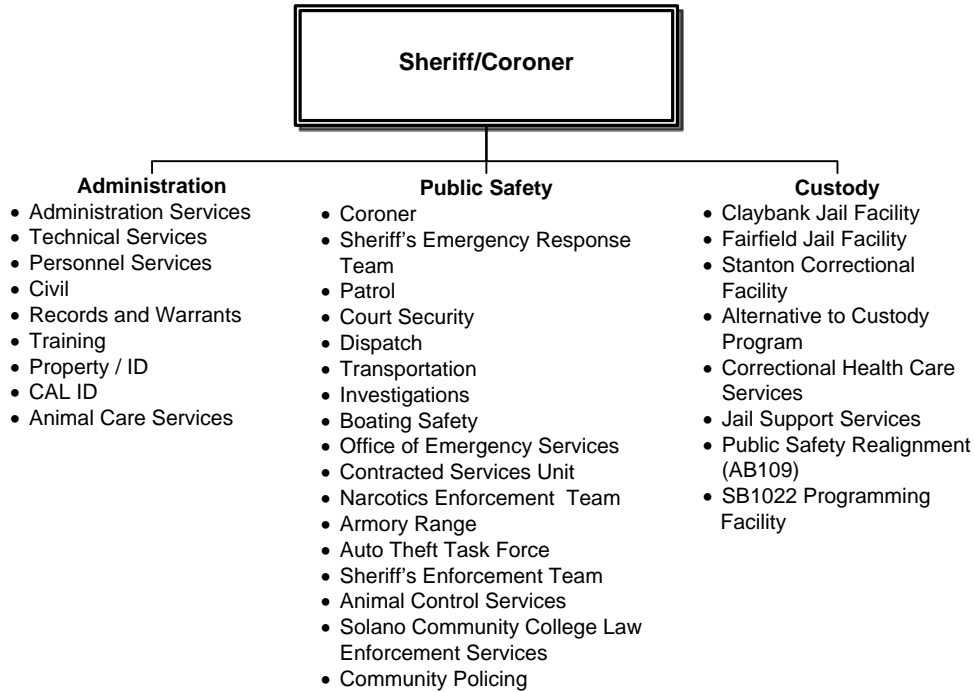 Sheriff/Coroner
Administration
• Administration Services
• Technical Services
• Personnel Services
• Civil
• Records and Warrants
• Training
• Property / ID
• CAL ID
• Animal Care Services
Public Safety
• Coroner
• Sheriff's Emergency Response
Team
• Patrol
• Court Security
• Dispatch
• Transportation
• Investigations
• Boating Safety
• Office of Emergency Services
• Contracted Services Unit
• Narcotics Enforcement Team
• Armory Range
• Auto Theft Task Force
• Sheriff's Enforcement Team
• Animal Control Services
• Solano Community College Law
Enforcement Services
• Community Policing
Custody
• Claybank Jail Facility
• Fairfield Jail Facility
• Stanton Correctional
Facility
• Alternative to Custody
Program
• Correctional Health Care
Services
• Jail Support Services
• Public Safety Realignment
(AB109)
• SB1022 Programming
Facility